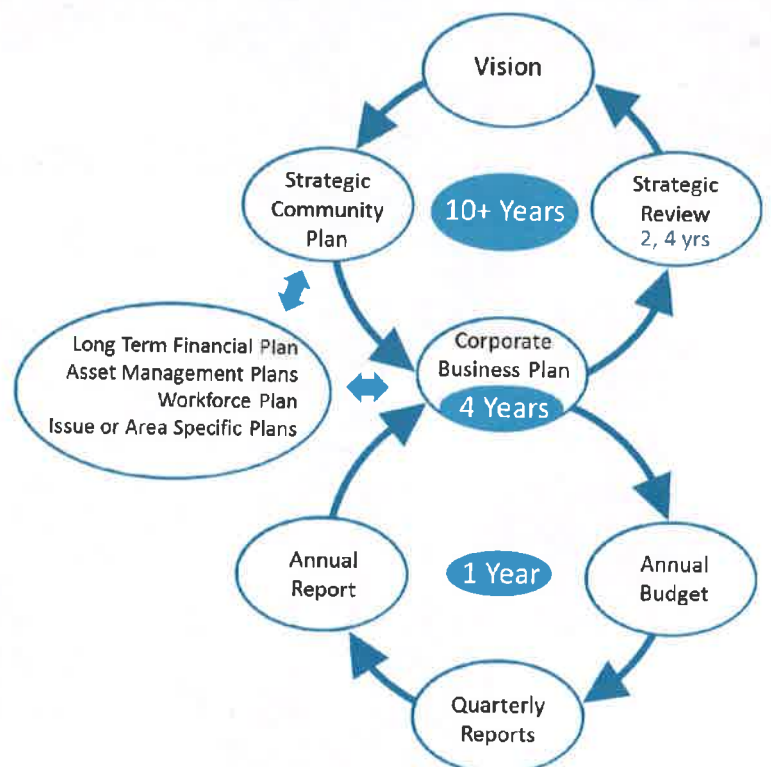 Vision
Strategic
Community
Plan
10+ Years
Strategic
Review
2, 4 yrs
Long Term Financial Plan
Asset Management Plans
Workforce Plan
Issue or Area Specific Plans
Corporate
Business Plan
4 Years
Annual
Report
1 Year
Annual
Budget
Quarterly
Reports